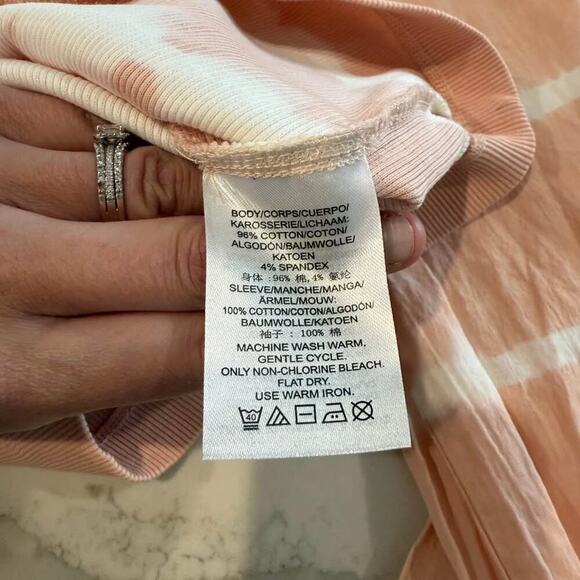 BODY/CORPS/CUERPO/
KAROSSERIE/LICHAAM:
96% COTTON/COTON/
ALGODÓN/BAUMWOLLE/
KATOEN
4% SPANDEX
身体:96% 棉,4% 氨纶
SLEEVE/MANCHE/MANGA/
ÄRMEL/MOUW:
100% COTTON/COTON/ALGODÓN/
BAUMWOLLE/KATOEN
袖子:100% 棉
MACHINE WASH WARM.
GENTLE CYCLE.
ONLY NON-CHLORINE BLEACH.
FLAT DRY.
USE WARM IRON.
40